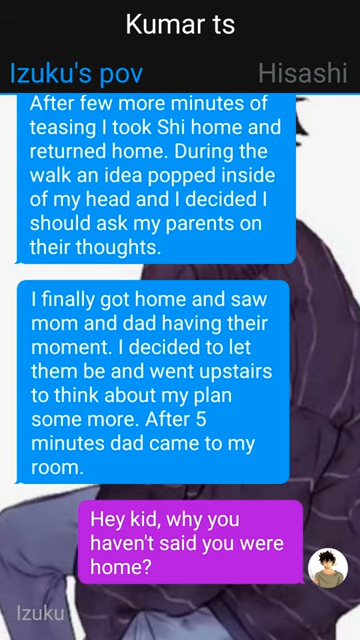 Kumar ts
Izuku's pov
Hisashi
After few more minutes of
teasing I took Shi home and
returned home. During the
walk an idea popped inside
of my head and I decided I
should ask my parents on
their thoughts.
I finally got home and saw
mom and dad having their
moment. I decided to let
them be and went upstairs
to think about my plan
some more. After 5
minutes dad came to my
room.
Hey kid, why you
haven't said you were
home?
Izuku